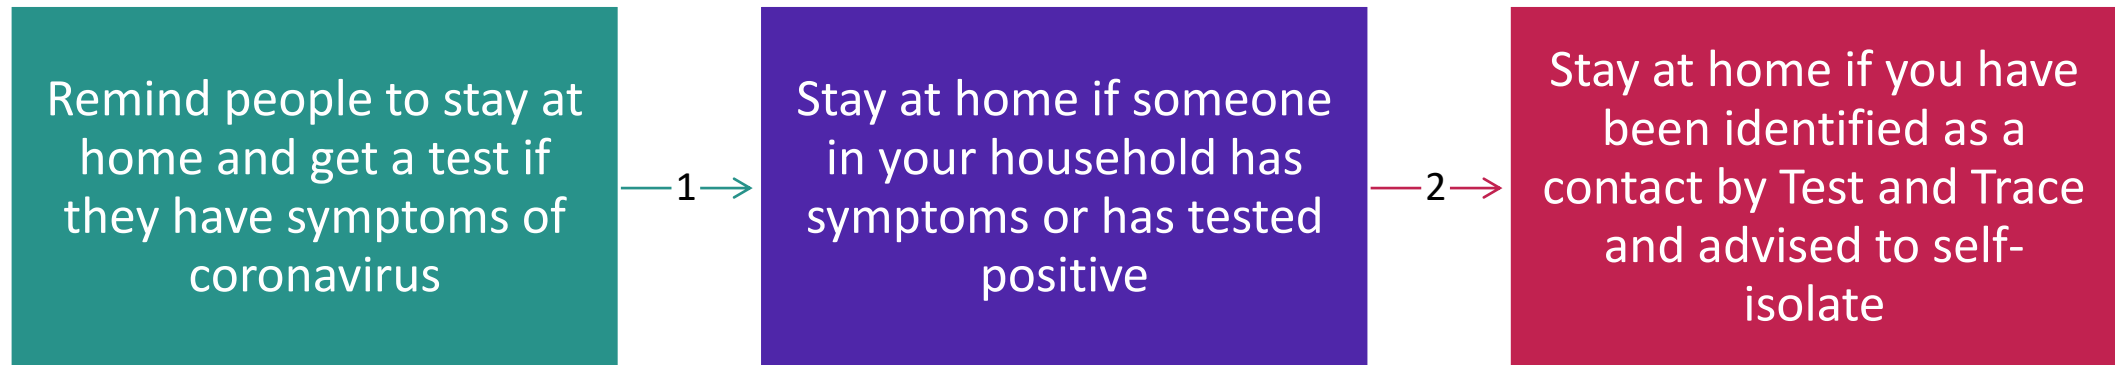 Remind people to stay at
home and get a test if
they have symptoms of
coronavirus
1
Stay at home if someone
in your household has
symptoms or has tested
positive
2
Stay at home if you have
been identified as a
contact by Test and Trace
and advised to self-
isolate